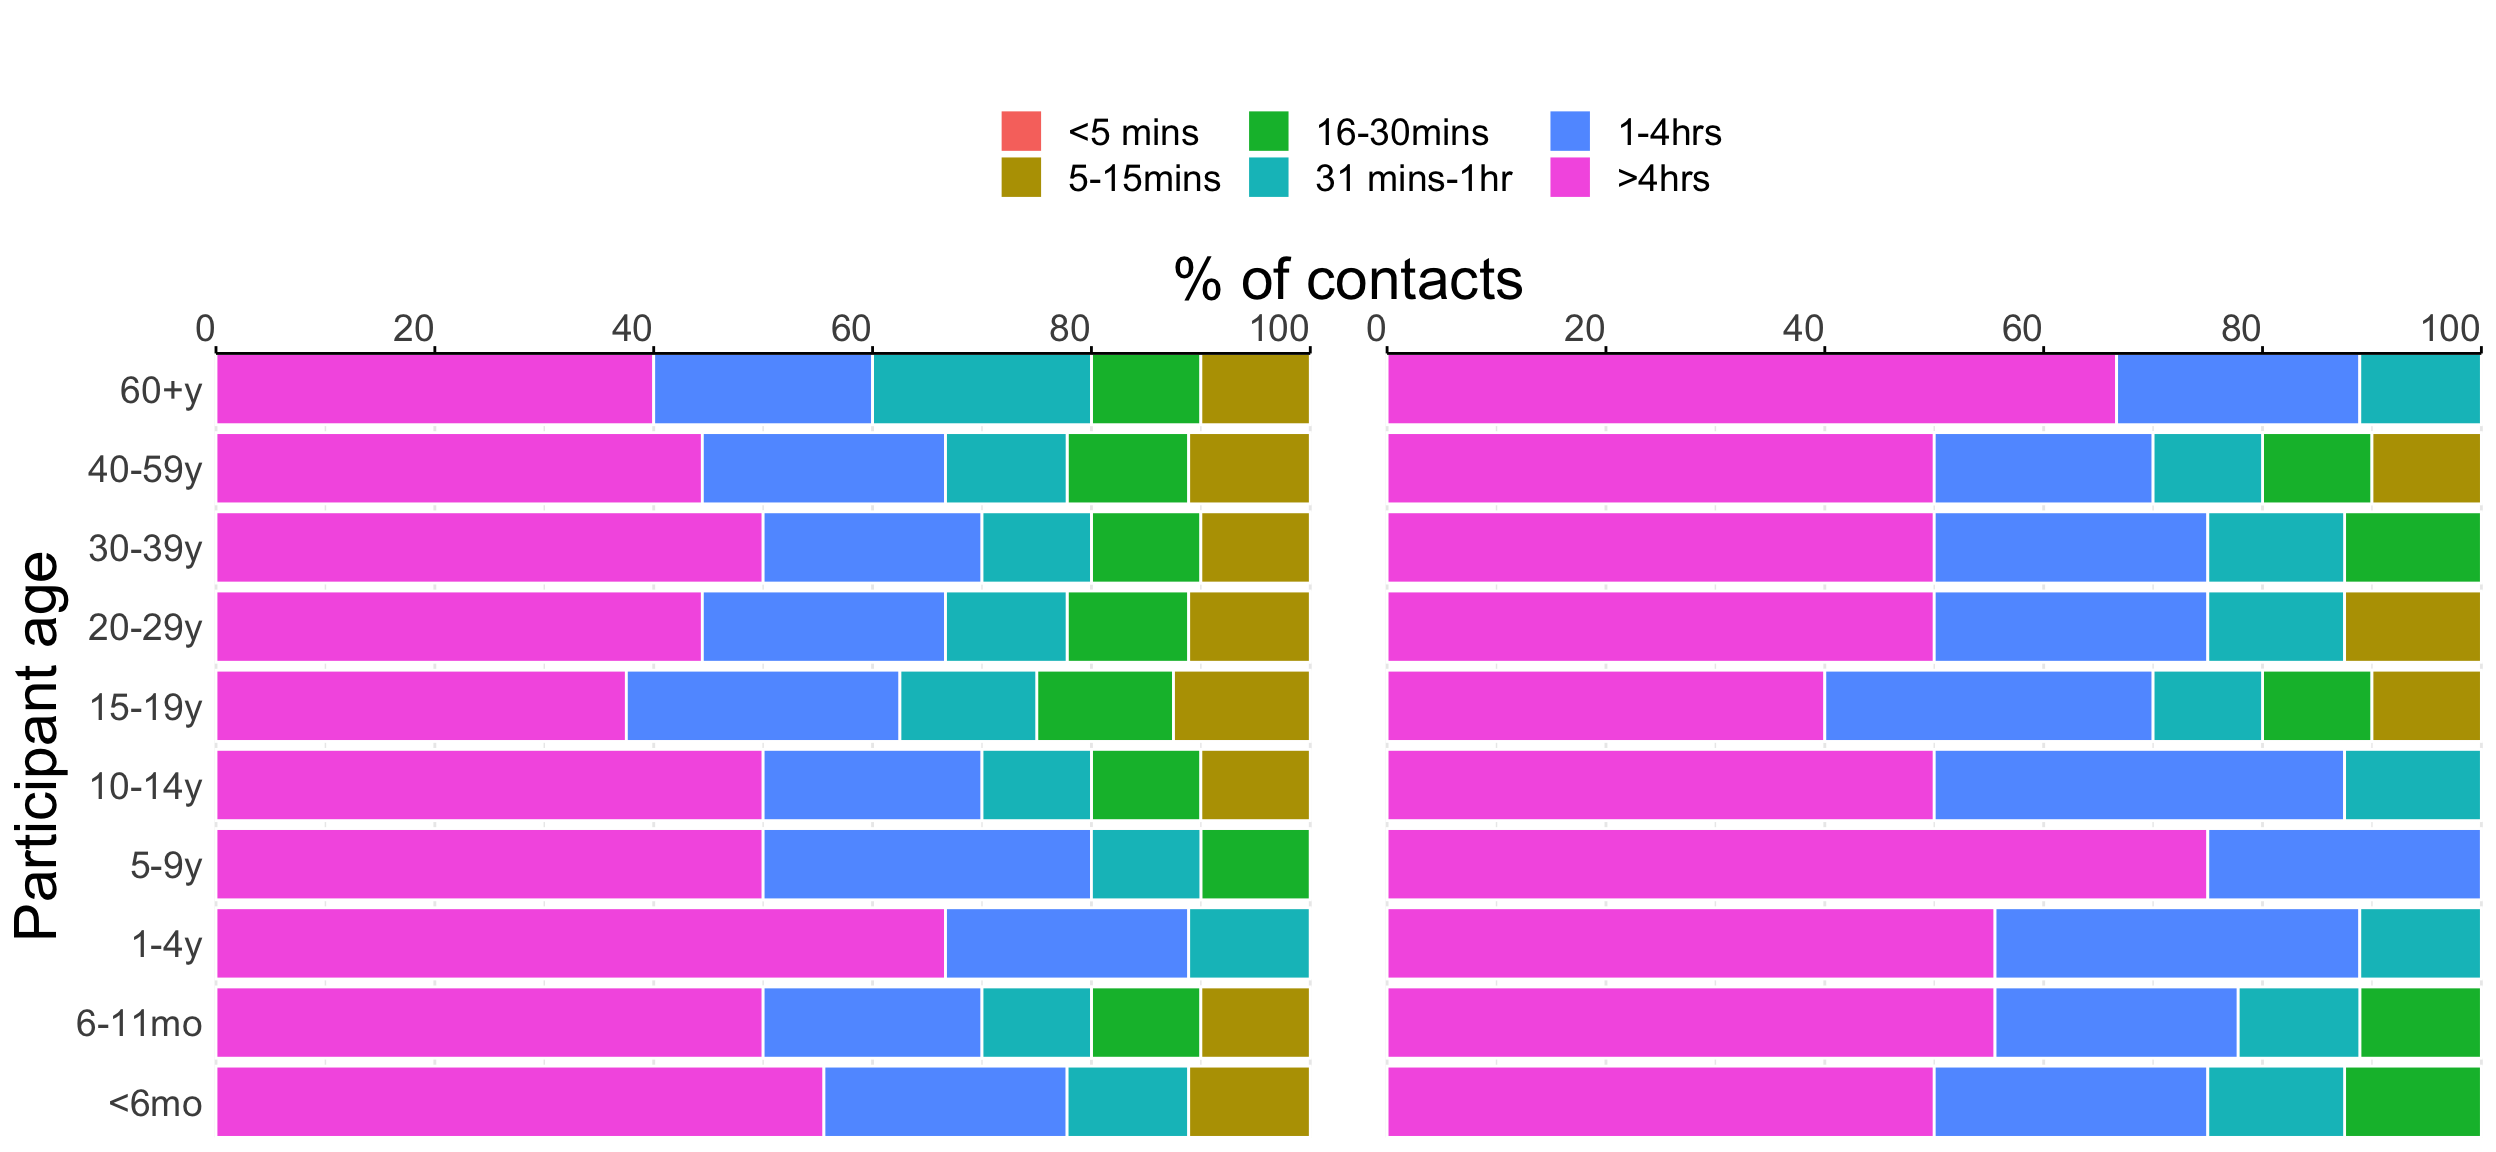 <5 mins 16-30mins 1-4hrs
5-15mins 31 mins-1hr >4hrs
% of contacts
0 20 40 60 80 100 0 20 40 60 80 100
Participant age
60+y
40-59y
30-39y
20-29y
15-19y
10-14y
5-9y
1-4y
6-11mo
<6mo